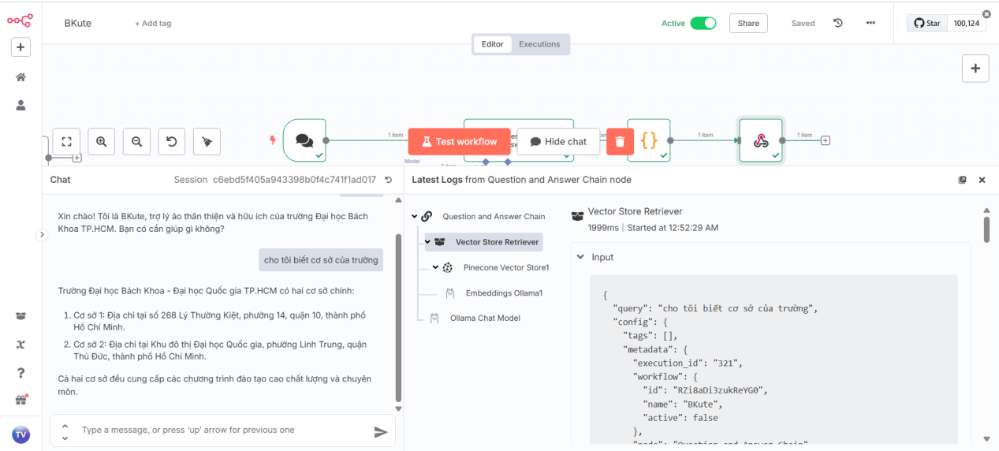 BKute
+ Add tag
Active
Share
Saved
Star
100,124
Editor
Executions
1 item
Test workflow
Hide chat
1 item
1 item
Model
1 item
Chat
Session c6ebd5f405a943398b0f4c741f1ad017
Xin chào! Tôi là BKute, trợ lý ảo thân thiện và hữu ích của trường Đại học Bách
Khoa TP.HCM. Bạn có cần giúp gì không?
cho tôi biết cơ sở của trường
Trường Đại học Bách Khoa - Đại học Quốc gia TP.HCM có hai cơ sở chính:
1. Cơ sở 1: Địa chỉ tại số 268 Lý Thường Kiệt, phường 14, quận 10, thành phố
Hồ Chí Minh.
2. Cơ sở 2: Địa chỉ tại Khu đô thị Đại học Quốc gia, phường Linh Trung, quận
Thủ Đức, thành phố Hồ Chí Minh.
Cả hai cơ sở đều cung cấp các chương trình đào tạo cao chất lượng và chuyên
môn.
Type a message, or press 'up' arrow for previous one
TV
Latest Logs from Question and Answer Chain node
Question and Answer Chain
Vector Store Retriever
Pinecone Vector Store1
Embeddings Ollama1
Ollama Chat Model
Vector Store Retriever
1999ms | Started at 12:52:29 AM
Input
{
"query": "cho tôi biết cơ sở của trường",
"config": {
"tags": [],
"metadata": {
"execution_id": "321",
"workflow": {
"id": "RZi8aDi3zukReYG0",
"name": "BKute",
"active": false
},
"node": "Question and Answer Chain"